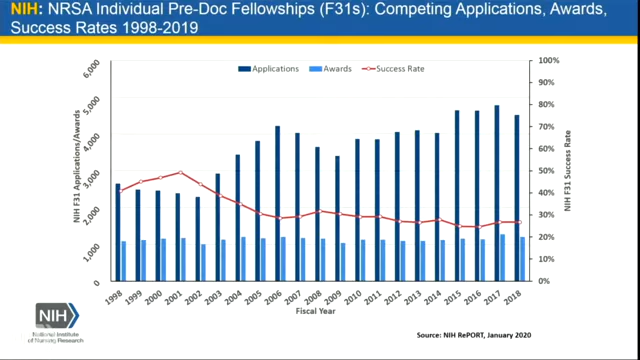 NIH: NRSA Individual Pre-Doc Fellowships (F31s): Competing Applications, Awards,
Success Rates 1998-2019
Applications Awards Success Rate
NIH F31 Applications/Awards
6,000
5,000
4,000
3,000
2,000
1,000
0
100%
90%
80%
70%
60%
50%
40%
30%
20%
10%
0%
NIH F31 Success Rate
1998 1999 2000 2001 2002 2003 2004 2005 2006 2007 2008 2009 2010 2011 2012 2013 2014 2015 2016 2017 2018
Fiscal Year
NIH
National Institute
of Nursing Research
Source: NIH RePORT, January 2020